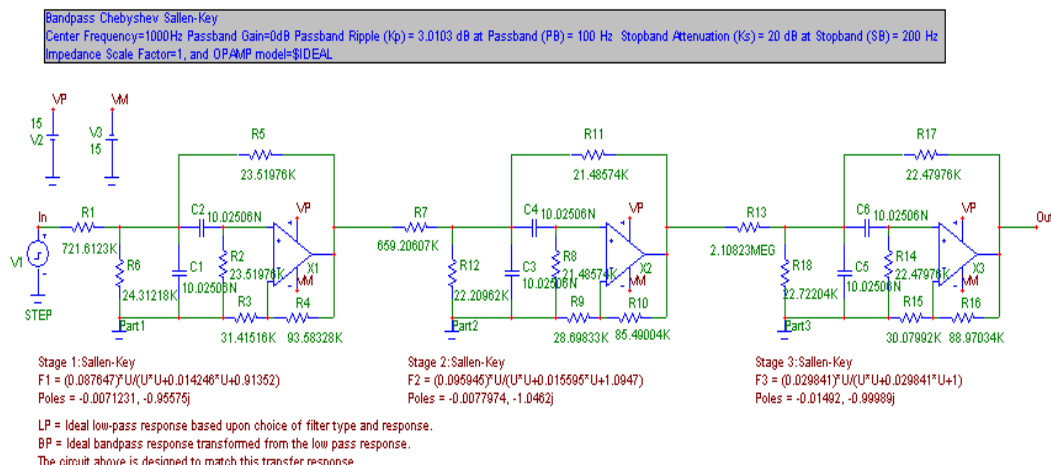 Bandpass Chebyshev Sallen-Key
Center Frequency=1000Hz Passband Gain=0dB Passband Ripple (Kp) = 3.0103 dB at Passband (PB) = 100 Hz Stopband Attenuation (Ks) = 20 dB at Stopband (SB) = 200 Hz
Impedance Scale Factor=1, and OPAMP model=$IDEAL
VP
VM
15
V2
V3
15
R5
23.51976K
R11
21.48574K
R17
22.47976K
In
R1
721.6123K
C2
10.02506N
VP
R7
659.20607K
C4
10.02506N
VP
R13
2.10823MEG
C6
10.02506N
VP
Out
V1
STEP
R6
24.31218K
C1
10.02506N
R2
23.51976K
X1
VM
R12
22.20962K
C3
10.02506N
R8
21.48574K
X2
VM
R18
22.72204K
C5
10.02506N
R14
22.47976K
X3
VM
Part1
R3
31.41516K
R4
93.58328K
Part2
R9
28.69833K
R10
85.49004K
Part3
R15
30.07992K
R16
88.97034K
Stage 1:Sallen-Key
F1 = (0.087647)*U/(U*U+0.014246*U+0.91352)
Poles = -0.0071231, -0.95575j
Stage 2:Sallen-Key
F2 = (0.095945)*U/(U*U+0.015595*U+1.0947)
Poles = -0.0077974, -1.0462j
Stage 3:Sallen-Key
F3 = (0.029841)*U/(U*U+0.029841*U+1)
Poles = -0.01492, -0.99989j
LP = Ideal low-pass response based upon choice of filter type and response.
BP = Ideal bandpass response transformed from the low pass response.
The circuit above is designed to match this transfer response.